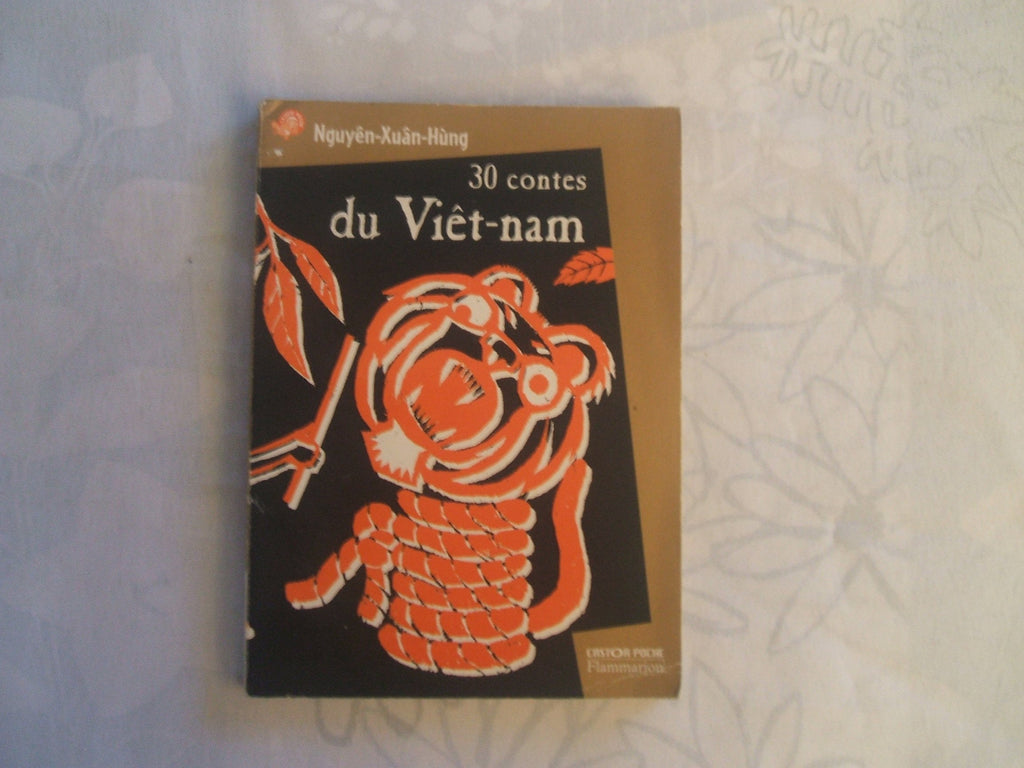 Nguyên-Xuân-Hùng
30 contes
du Viêt-nam
CASTOR POCHE
Flammarion